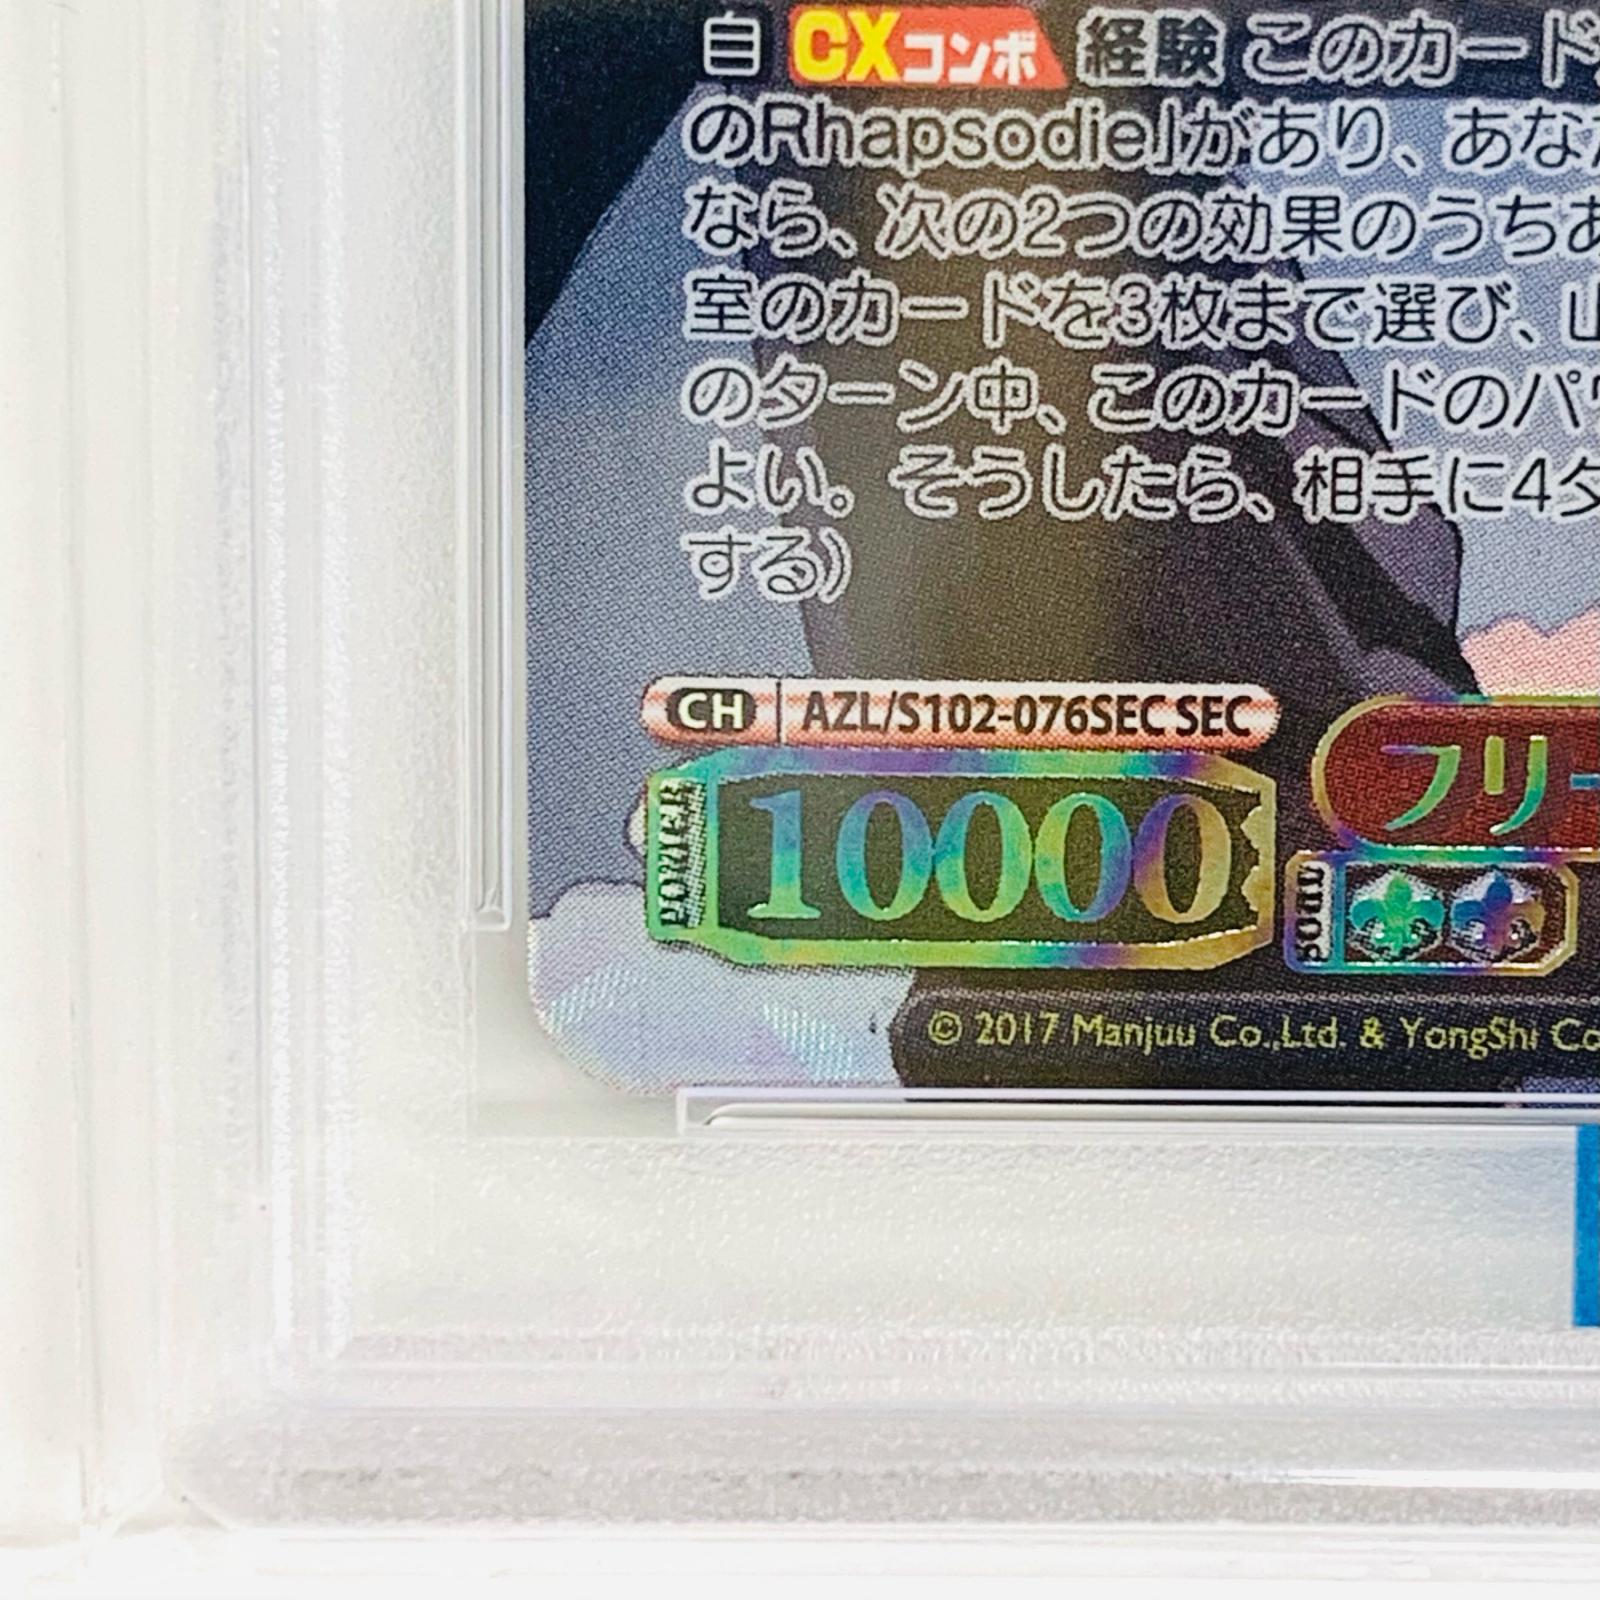 自 CXコンボ 経験 このカード
のRhapsodie」があり、あな
なら、次の2つの効果のうちあ
室のカードを3枚まで選び、山
のターン中、このカードのパワ
よい。そうしたら、相手に4ダ
する)
CH AZL/S102-076SEC SEC
POWER 10000
フリー
SOUL
© 2017 Manjuu Co.,Ltd. & YongShi Co